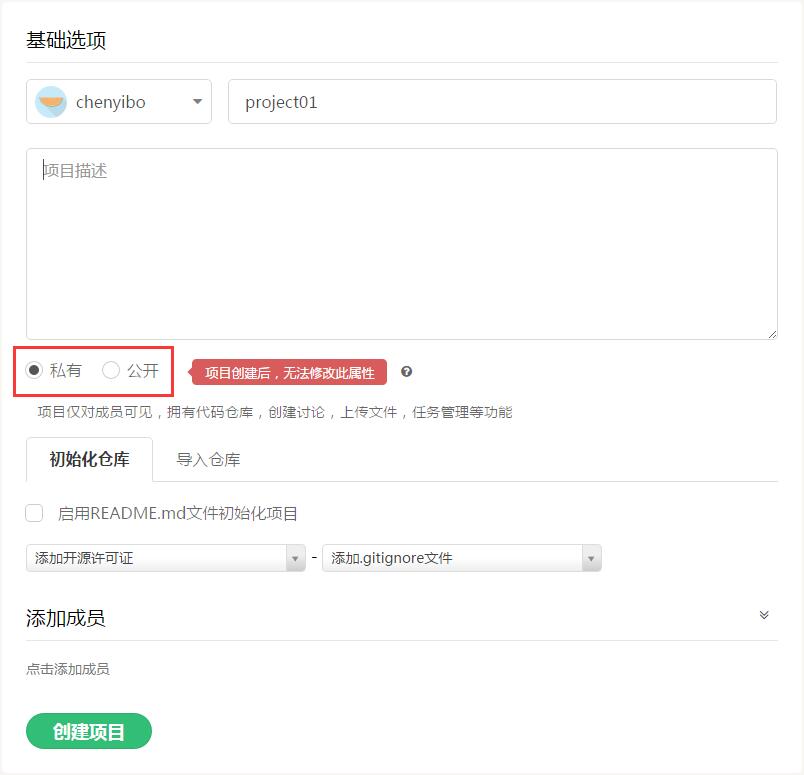 基础选项
chenyibo project01
项目描述
私有 公开 项目创建后，无法修改此属性 ?
项目仅对成员可见，拥有代码仓库，创建讨论，上传文件，任务管理等功能
初始化仓库 导入仓库
启用README.md文件初始化项目
添加开源许可证 - 添加.gitignore文件
添加成员
点击添加成员
创建项目